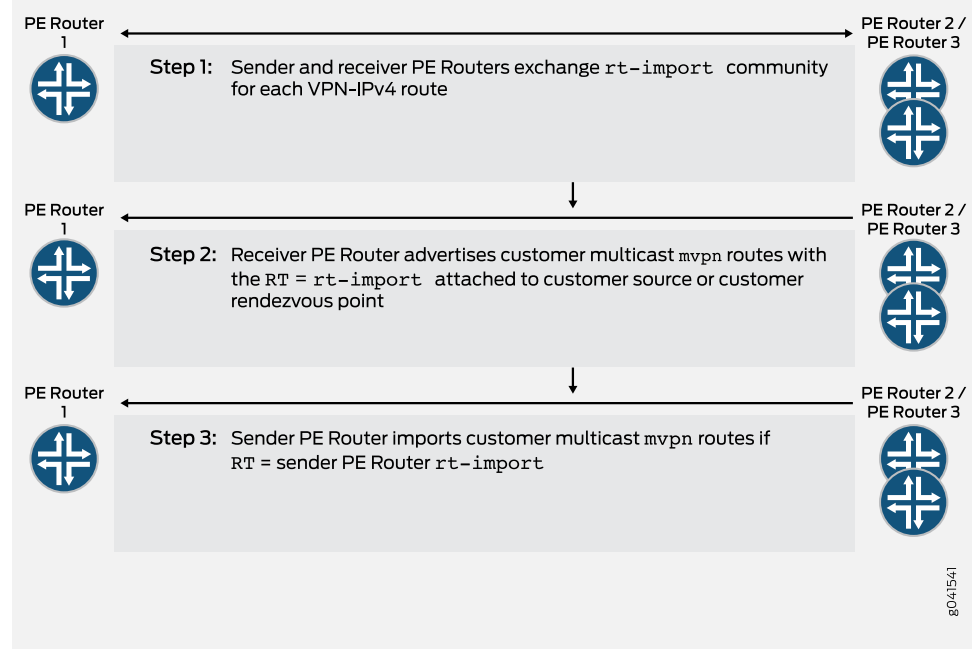 PE Router
1
PE Router 2 /
PE Router 3
Step 1: Sender and receiver PE Routers exchange rt-import community
for each VPN-IPv4 route
PE Router
1
PE Router 2 /
PE Router 3
Step 2: Receiver PE Router advertises customer multicast mvpn routes with
the RT = rt-import attached to customer source or customer
rendezvous point
PE Router
1
PE Router 2 /
PE Router 3
Step 3: Sender PE Router imports customer multicast mvpn routes if
RT = sender PE Router rt-import
g041541